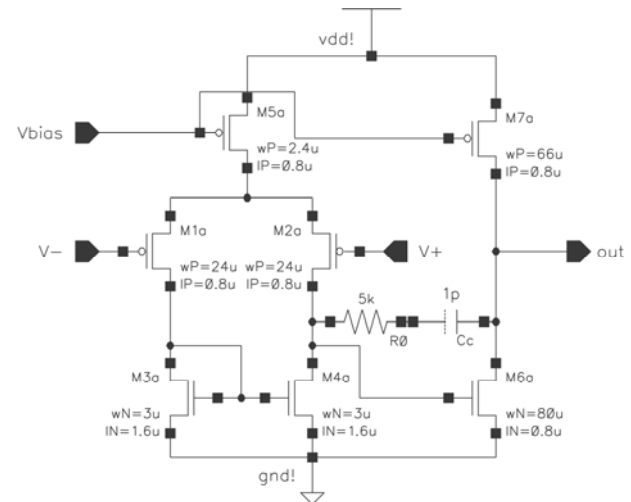 vdd!
M5a
M7a
Vbias
wP=2.4u
lP=0.8u
wP=66u
lP=0.8u
M1a
M2a
V-
V+
out
wP=24u
lP=0.8u
wP=24u
lP=0.8u
5k
1p
R0
Cc
M3a
M4a
M6a
wN=3u
lN=1.6u
wN=3u
lN=1.6u
wN=80u
lN=0.8u
gnd!